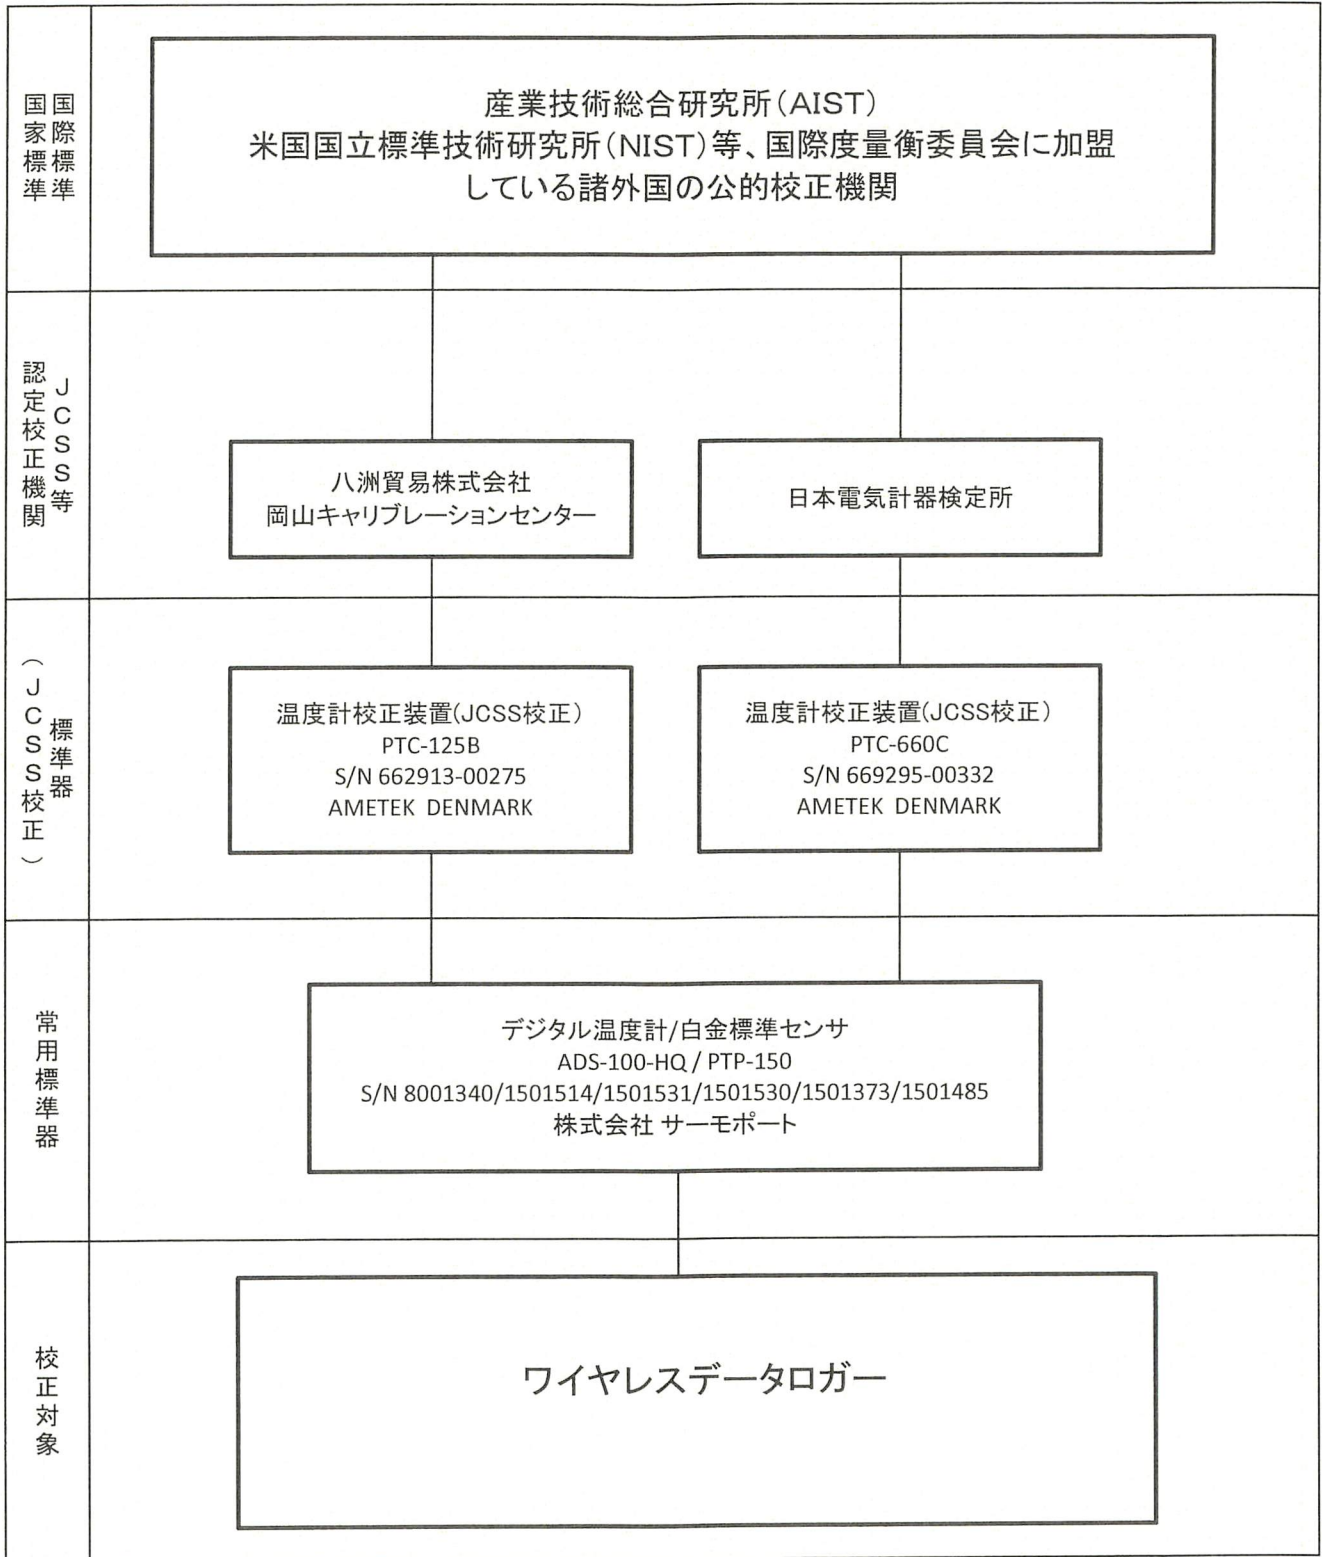 国際標準
国家標準
産業技術総合研究所(AIST)
米国国立標準技術研究所(NIST)等、国際度量衡委員会に加盟
している諸外国の公的校正機関
JCSS等
認定校正機関
八洲貿易株式会社
岡山キャリブレーションセンター
日本電気計器検定所
標準器
(JCSS校正)
温度計校正装置(JCSS校正)
PTC-125B
S/N 662913-00275
AMETEK DENMARK
温度計校正装置(JCSS校正)
PTC-660C
S/N 669295-00332
AMETEK DENMARK
常用標準器
デジタル温度計/白金標準センサ
ADS-100-HQ / PTP-150
S/N 8001340/1501514/1501531/1501530/1501373/1501485
株式会社 サーモポート
校正対象
ワイヤレスデータロガー